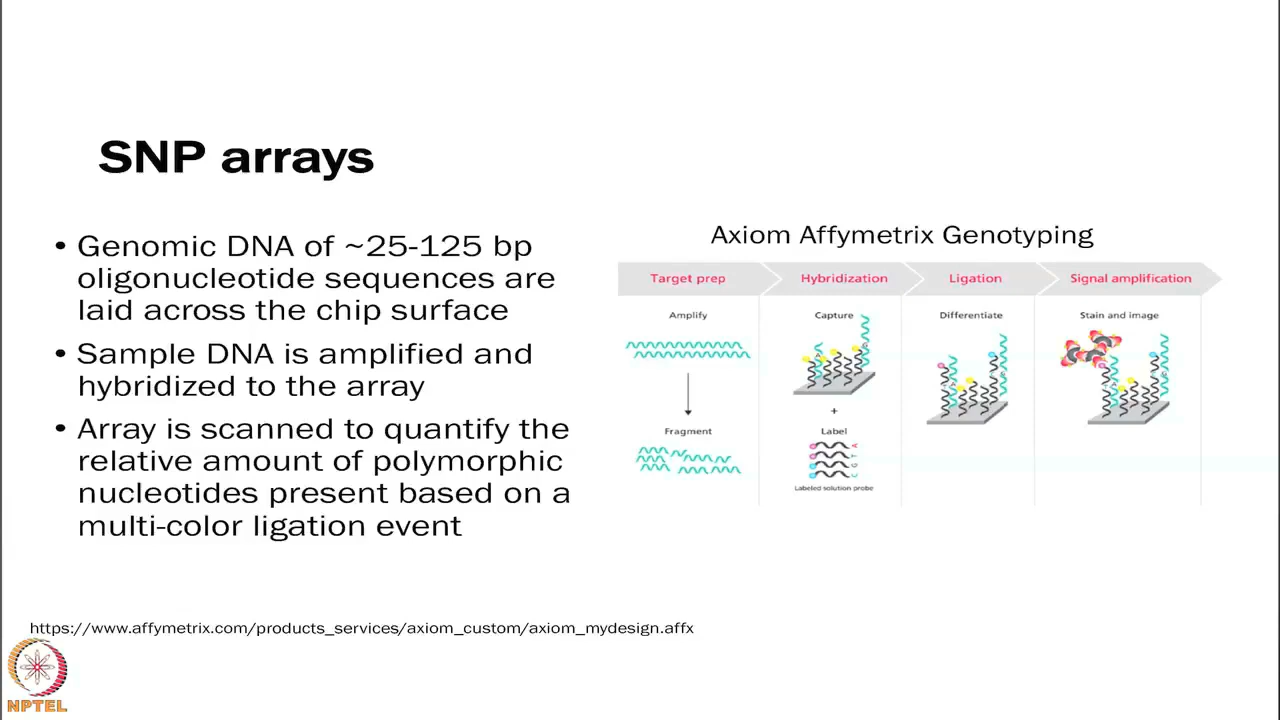 SNP arrays
• Genomic DNA of ~25-125 bp
oligonucleotide sequences are
laid across the chip surface
• Sample DNA is amplified and
hybridized to the array
• Array is scanned to quantify the
relative amount of polymorphic
nucleotides present based on a
multi-color ligation event
Axiom Affymetrix Genotyping
Target prep
Hybridization
Ligation
Signal amplification
Amplify
Capture
Differentiate
Stain and image
+
Fragment
Label
A
T
G
C
Labeled solution probe
https://www.affymetrix.com/products_services/axiom_custom/axiom_mydesign.affx
NPTEL